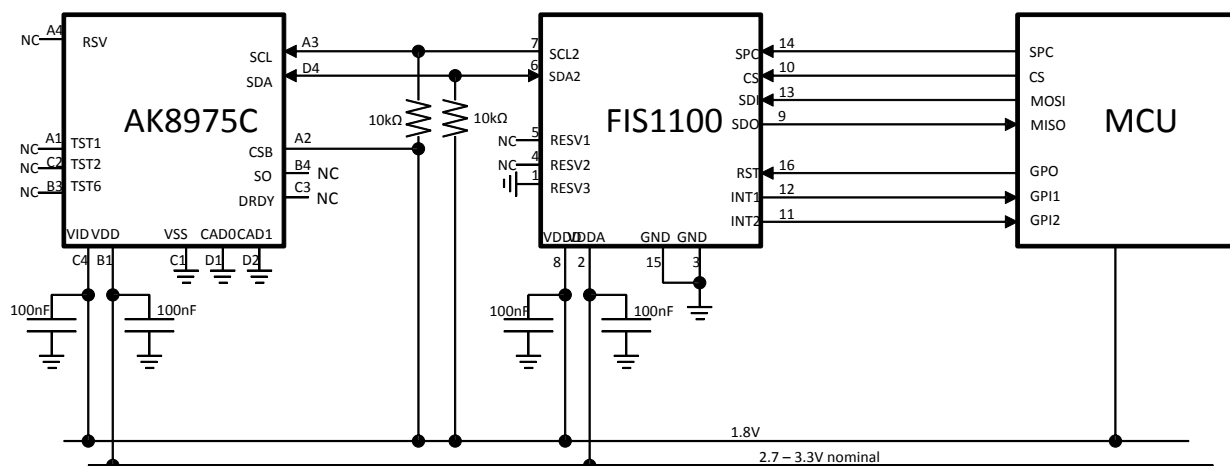 A4
NC
RSV
A3
SCL
D4
SDA
AK8975C
A2
CSB
B4
SO
NC
C3
DRDY
NC
A1
NC
TST1
C2
NC
TST2
B3
NC
TST6
VID VDD
VSS
CAD0 CAD1
C4 B1
C1 D1 D2
100nF
100nF
10kΩ
10kΩ
7
SCL2
6
SDA2
FIS1100
5
NC
RESV1
4
NC
RESV2
1
RESV3
VDDD VDDA
GND GND
8 2
15 3
100nF
100nF
SPC
14
SPC
CS
10
CS
SDI
13
MOSI
SDO
9
MISO
MCU
RST
16
GPO
INT1
12
GPI1
INT2
11
GPI2
1.8V
2.7 – 3.3V nominal